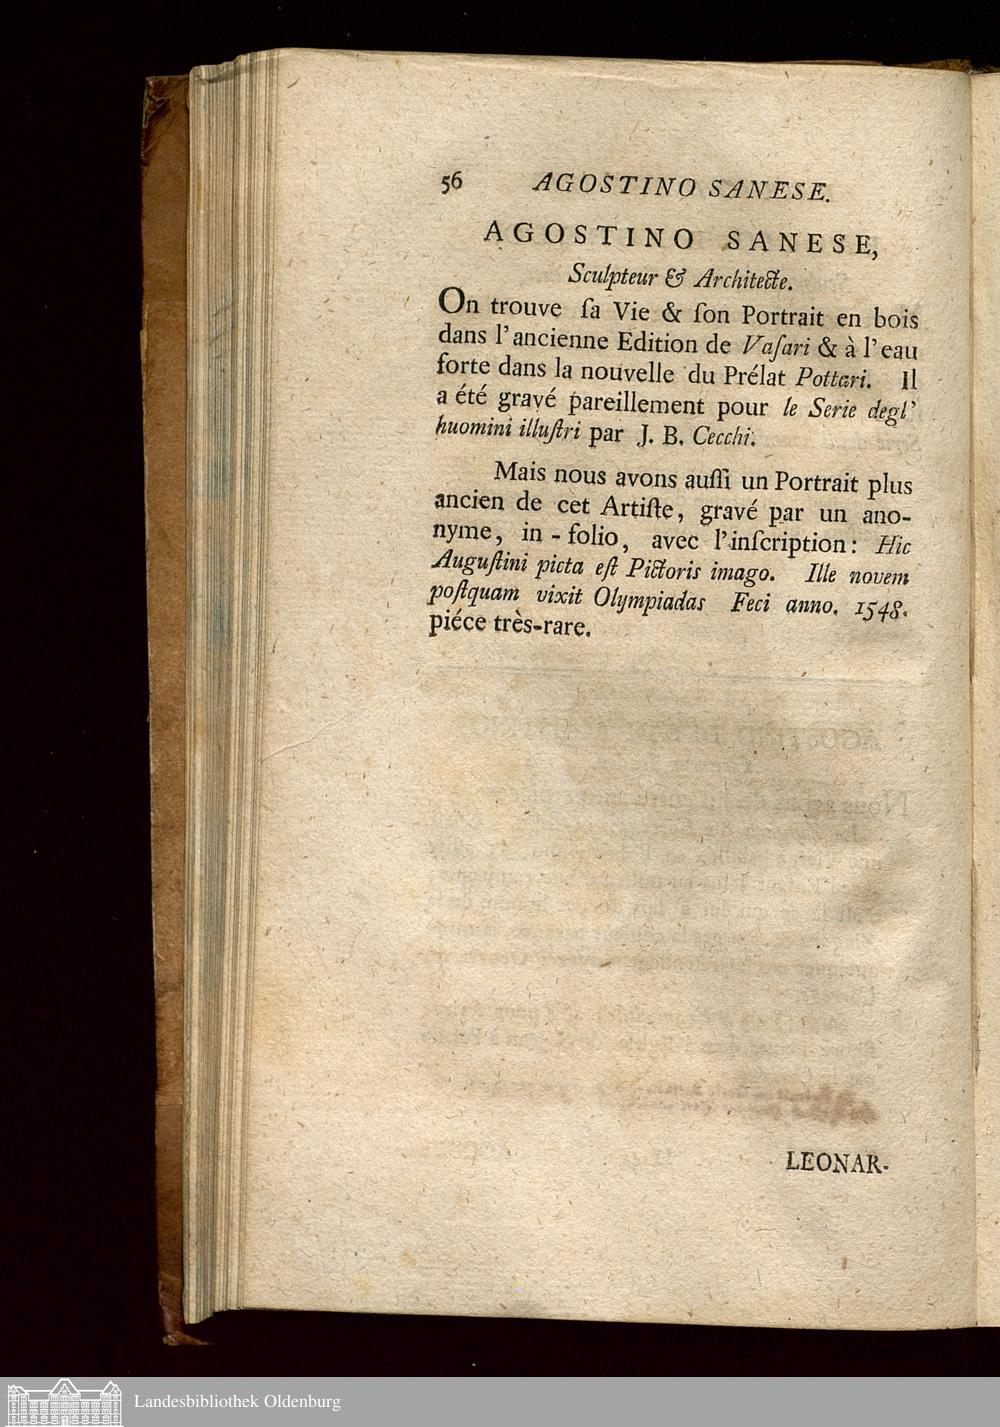 56 AGOSTINO SANESE.
AGOSTINO SANESE,
Sculpteur & Architecte.
On trouve ſa Vie & ſon Portrait en bois
dans l'ancienne Edition de Vaſari & à l'eau
forte dans la nouvelle du Prélat Pottari. Il
a été gravé pareillement pour le Serie degl'
huomini illuſtri par J. B. Cecchi.
Mais nous avons auſſi un Portrait plus
ancien de cet Artiſte, gravé par un ano-
nyme, in-folio, avec l'inſcription: Hic
Auguſtini picta eſt Pictoris imago. Ille novem
poſtquam vixit Olympiadas Feci anno. 1548.
piéce très-rare.
LEONAR-
Landesbibliothek Oldenburg